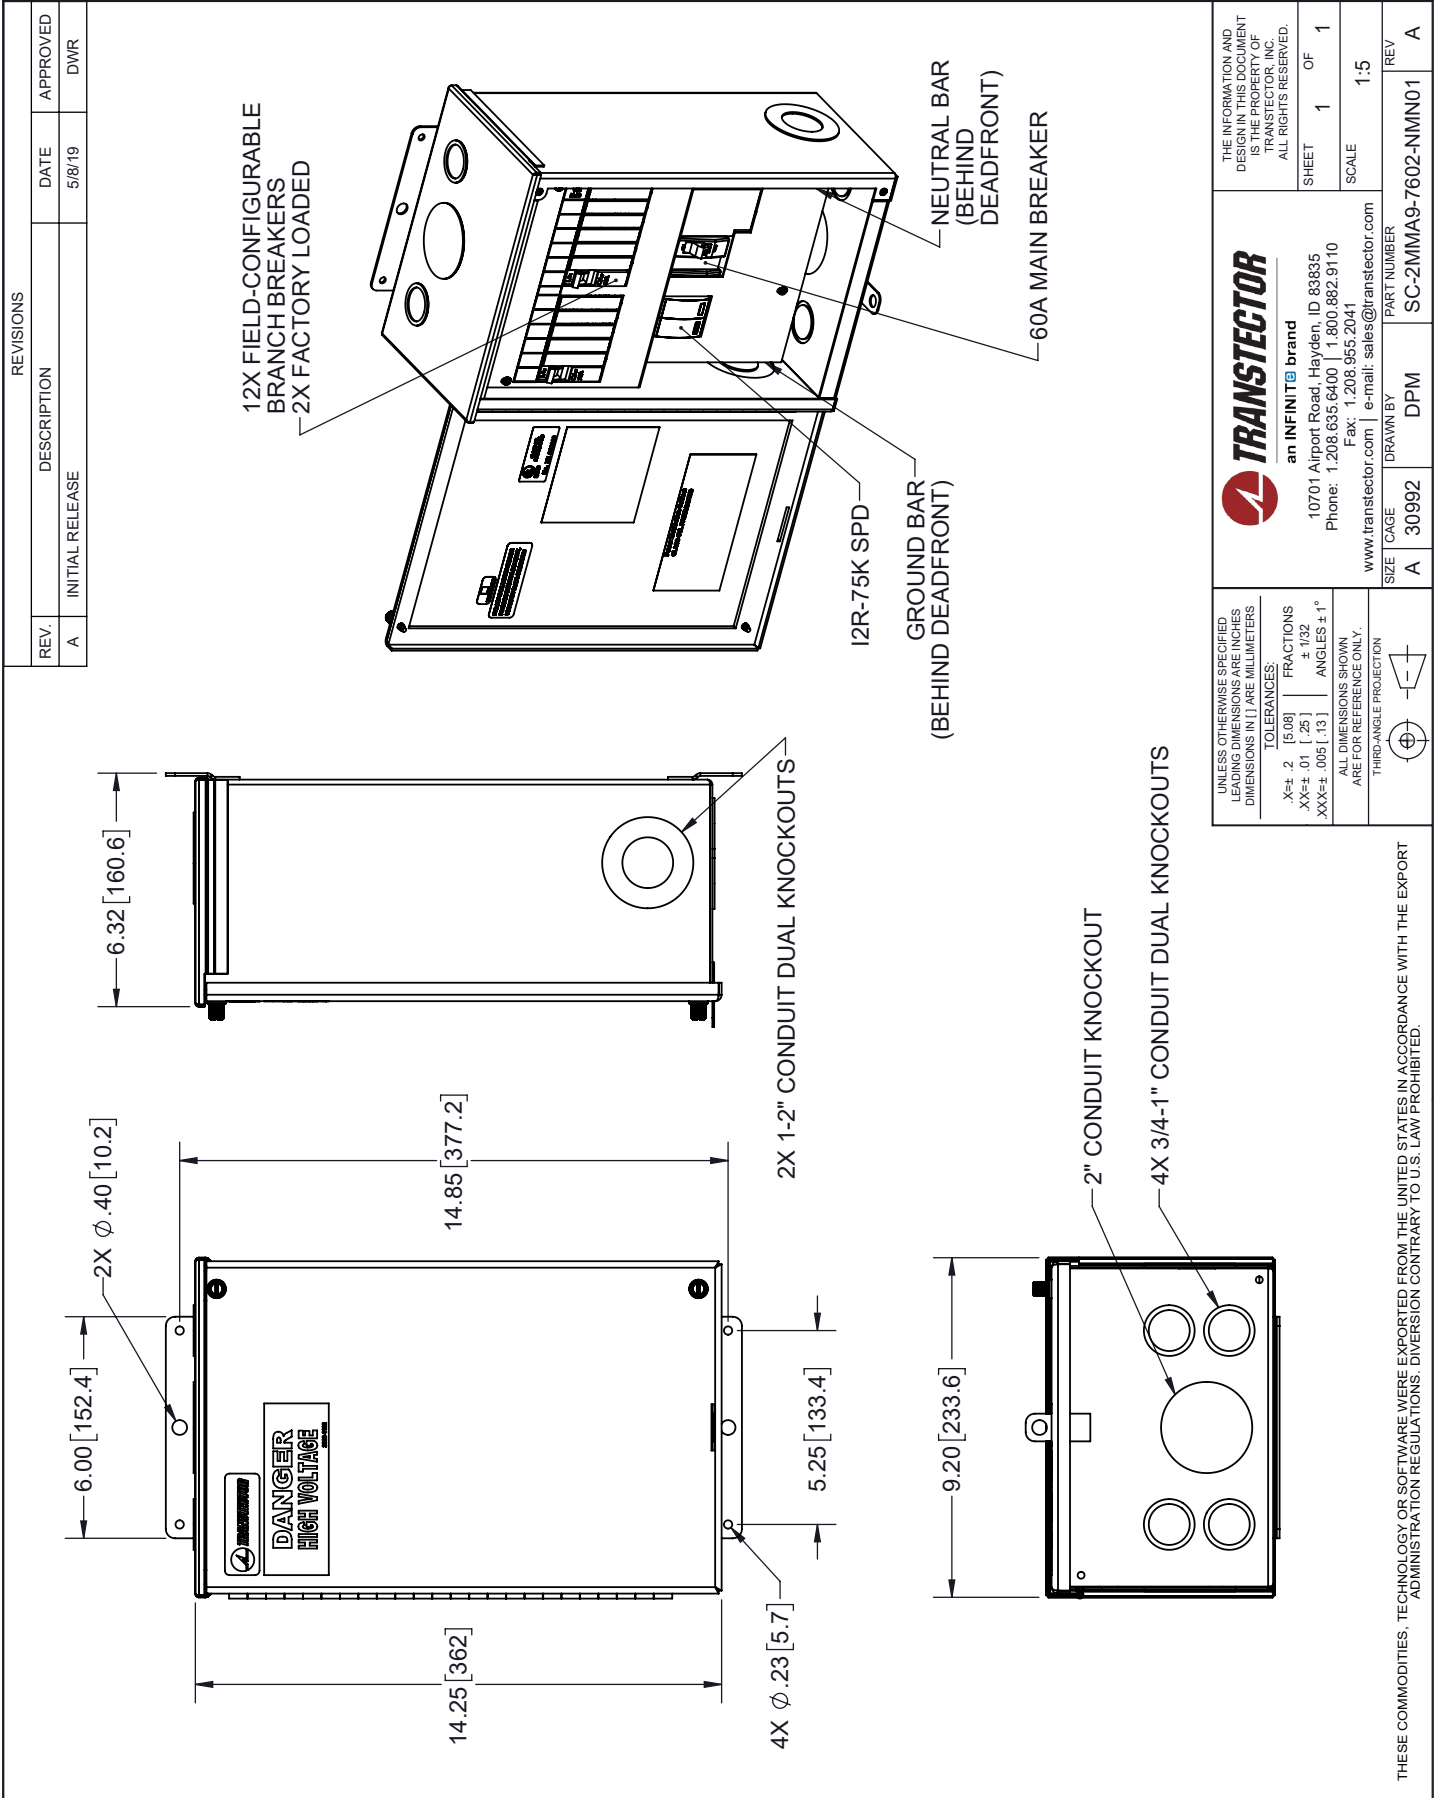 REVISIONS
REV.
DESCRIPTION
DATE
APPROVED
A
INITIAL RELEASE
5/8/19
DWR
6.00 [152.4]
2X ⌀.40 [10.2]
14.25 [362]
14.85 [377.2]
4X ⌀.23 [5.7]
5.25 [133.4]
TRANSTECTOR
DANGER
HIGH VOLTAGE
6.32 [160.6]
2X 1-2" CONDUIT DUAL KNOCKOUTS
12X FIELD-CONFIGURABLE
BRANCH BREAKERS
2X FACTORY LOADED
I2R-75K SPD
GROUND BAR
(BEHIND DEADFRONT)
NEUTRAL BAR
(BEHIND
DEADFRONT)
60A MAIN BREAKER
9.20 [233.6]
2" CONDUIT KNOCKOUT
4X 3/4-1" CONDUIT DUAL KNOCKOUTS
THESE COMMODITIES, TECHNOLOGY OR SOFTWARE WERE EXPORTED FROM THE UNITED STATES IN ACCORDANCE WITH THE EXPORT
ADMINISTRATION REGULATIONS. DIVERSION CONTRARY TO U.S. LAW PROHIBITED.
UNLESS OTHERWISE SPECIFIED
LEADING DIMENSIONS ARE INCHES
DIMENSIONS IN [ ] ARE MILLIMETERS
TOLERANCES:
.X=± .2 [5.08]
.XX=± .01 [ .25 ]
.XXX=± .005 [ .13 ]
FRACTIONS
± 1/32
ANGLES ± 1°
ALL DIMENSIONS SHOWN
ARE FOR REFERENCE ONLY.
THIRD-ANGLE PROJECTION
TRANSTECTOR
an INFINITe brand
10701 Airport Road, Hayden, ID 83835
Phone: 1.208.635.6400 | 1.800.882.9110
Fax: 1.208.955.2041
www.transtector.com | e-mail: sales@transtector.com
THE INFORMATION AND
DESIGN IN THIS DOCUMENT
IS THE PROPERTY OF
TRANSTECTOR, INC.
ALL RIGHTS RESERVED.
SHEET 1 OF 1
SCALE 1:5
SIZE
A
CAGE
30992
DRAWN BY
DPM
PART NUMBER
SC-2MMA9-7602-NMN01
REV
A